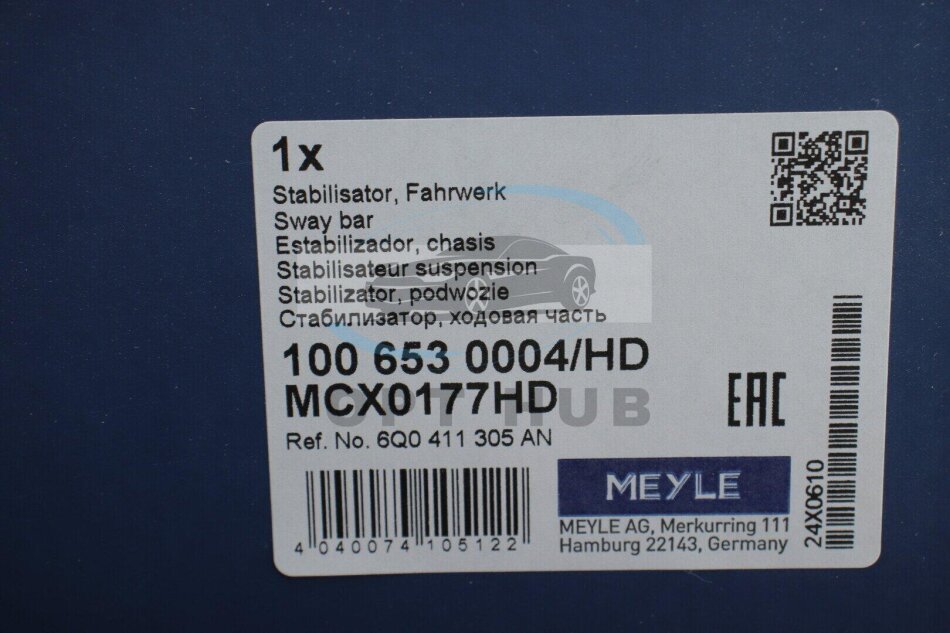 1x
Stabilisator, Fahrwerk
Sway bar
Estabilizador, chasis
Stabilisateur suspension
Stabilizator, podwozie
Стабилизатор, ходовая часть
100 653 0004/HD
MCX0177HD
OPT HUB
Ref. No. 6Q0 411 305 AN
EAC
4 040074 105122
MEYLE
MEYLE AG, Merkurring 111
Hamburg 22143, Germany
24X0610